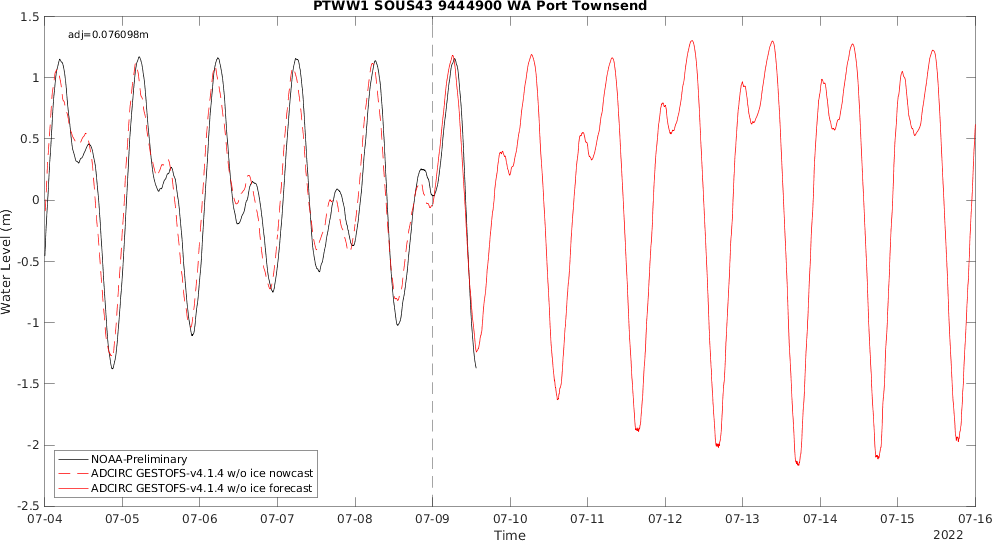 PTWW1 SOUS43 9444900 WA Port Townsend
adj=0.076098m
1.5
1
0.5
0
-0.5
-1
-1.5
-2
-2.5
Water Level (m)
NOAA-Preliminary
ADCIRC GESTOFS-v4.1.4 w/o ice nowcast
ADCIRC GESTOFS-v4.1.4 w/o ice forecast
07-04 07-05 07-06 07-07 07-08 07-09 07-10 07-11 07-12 07-13 07-14 07-15 07-16
Time
2022